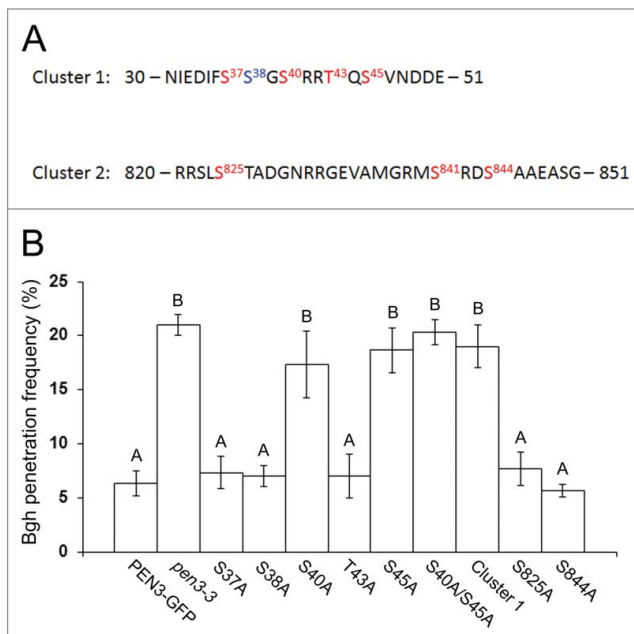 A
Cluster 1: 30 – NIEDIFS³⁷S³⁸GS⁴⁰RRT⁴³QS⁴⁵VNDDE – 51
Cluster 2: 820 – RRSLS⁸²⁵TADGNRRGEVAMGRMS⁸⁴¹RDS⁸⁴⁴AAEASG – 851
B
Bgh penetration frequency (%)
25
20
15
10
5
0
A B A A B A B B B A A
PEN3-GFP pen3-3 S37A S38A S40A T43A S45A S40A/S45A Cluster 1 S825A S844A